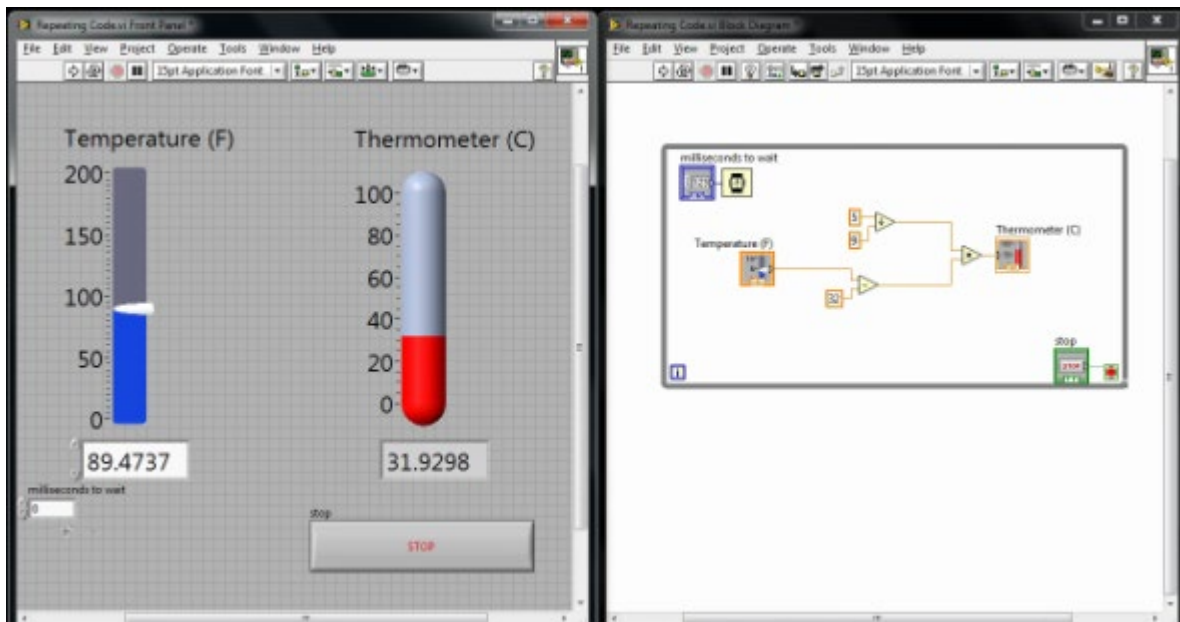 Repeating Code.vi Front Panel *
File Edit View Project Operate Tools Window Help
15pt Application Font
Temperature (F)
200
150
100
50
0
89.4737
Thermometer (C)
100
80
60
40
20
0
31.9298
milliseconds to wait
0
stop
STOP
Repeating Code.vi Block Diagram *
File Edit View Project Operate Tools Window Help
15pt Application Font
milliseconds to wait
Temperature (F)
5
9
32
Thermometer (C)
stop
STOP
i